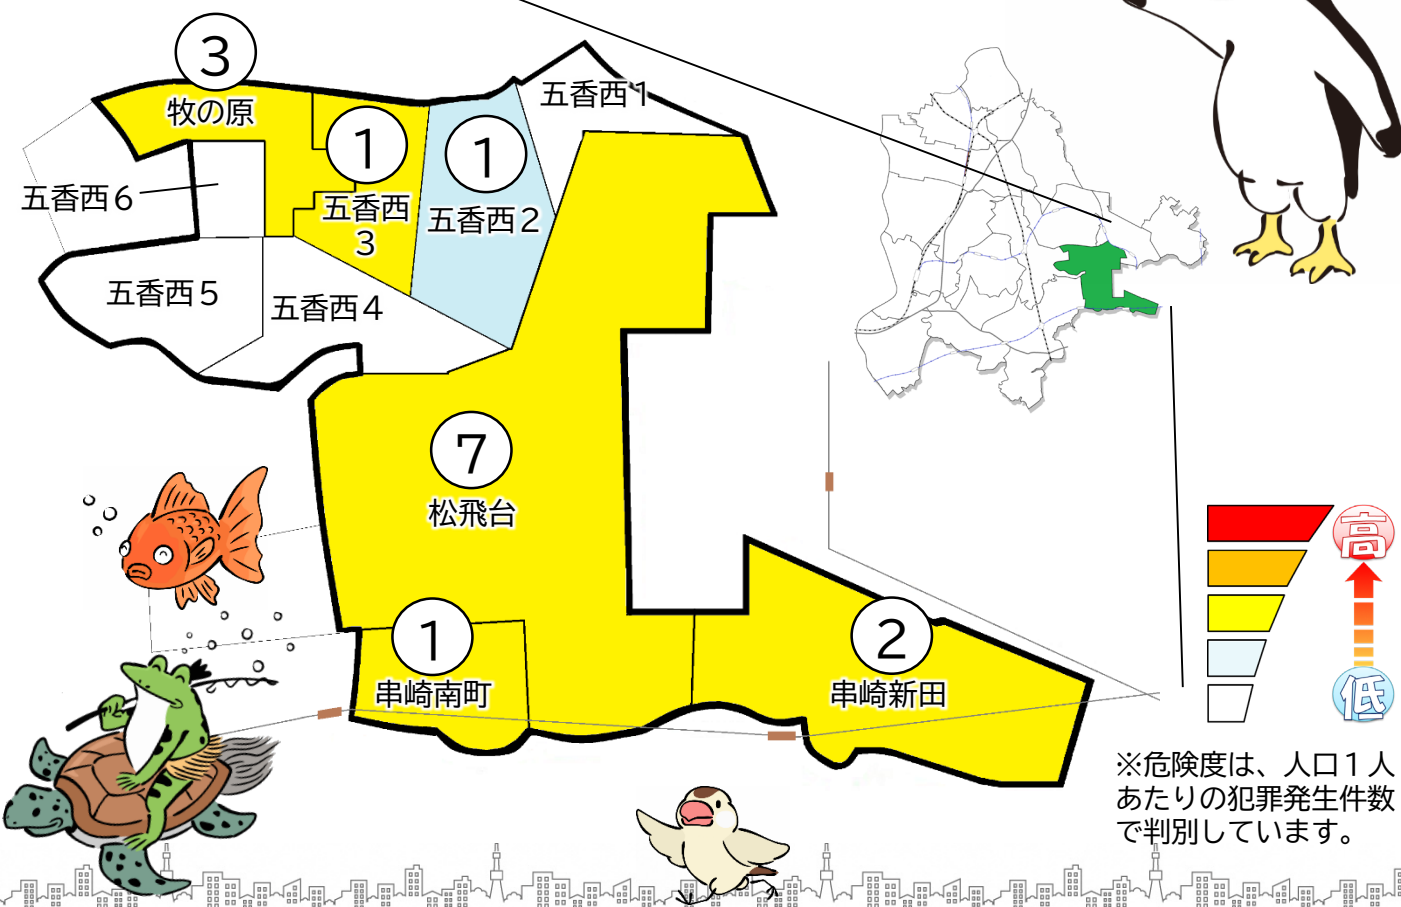 3
牧の原
1
五香西
3
1
五香西2
五香西1
五香西6
五香西5
五香西4
7
松飛台
1
串崎南町
2
串崎新田
高
低
※危険度は、人口１人
あたりの犯罪発生件数
で判別しています。